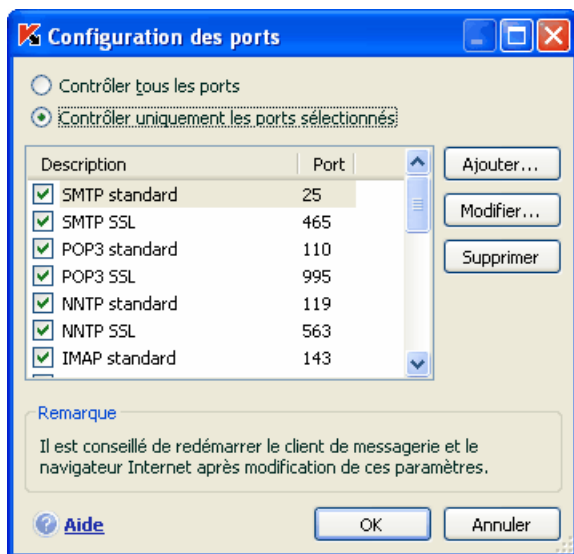 Configuration des ports
Contrôler tous les ports
Contrôler uniquement les ports sélectionnés
Description Port
SMTP standard 25
SMTP SSL 465
POP3 standard 110
POP3 SSL 995
NNTP standard 119
NNTP SSL 563
IMAP standard 143
Ajouter...
Modifier...
Supprimer
Remarque
Il est conseillé de redémarrer le client de messagerie et le
navigateur Internet après modification de ces paramètres.
Aide
OK
Annuler